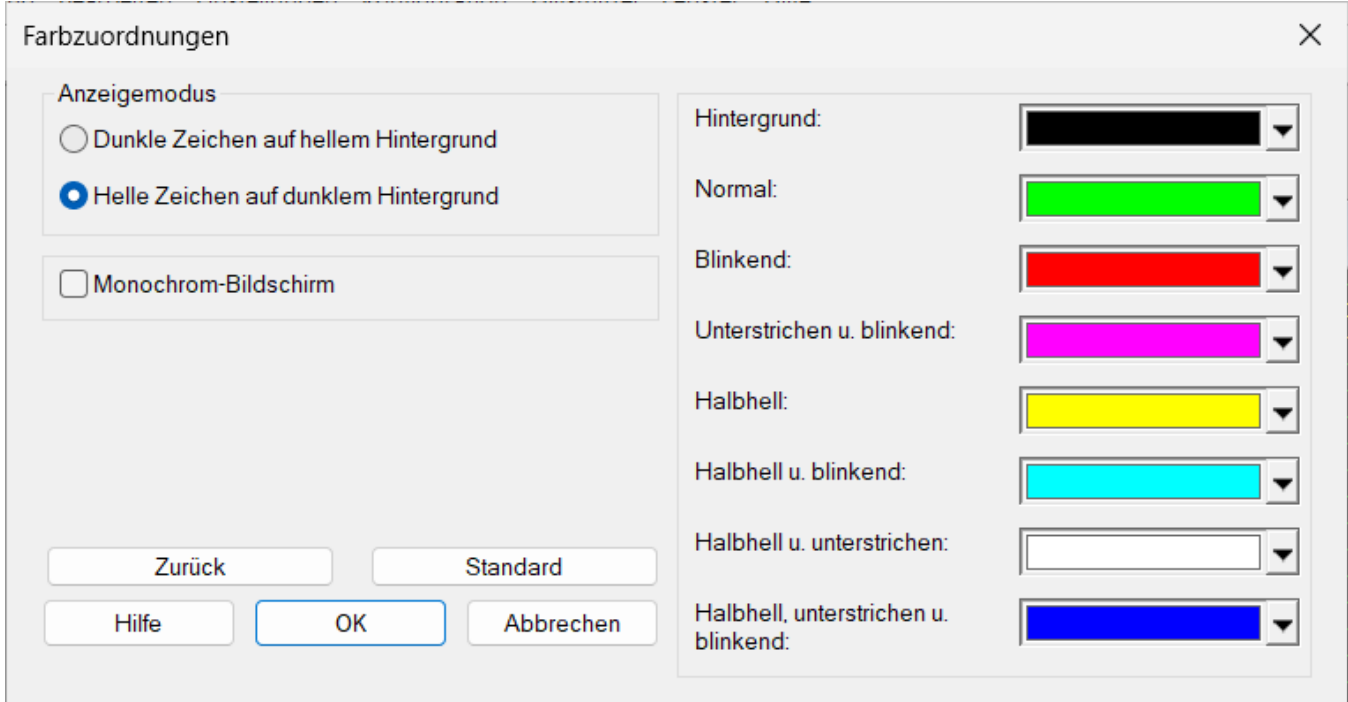 Farbzuordnungen
Anzeigemodus
Dunkle Zeichen auf hellem Hintergrund
Helle Zeichen auf dunklem Hintergrund
Monochrom-Bildschirm
Zurück
Standard
Hilfe
OK
Abbrechen
Hintergrund:
Normal:
Blinkend:
Unterstrichen u. blinkend:
Halbhell:
Halbhell u. blinkend:
Halbhell u. unterstrichen:
Halbhell, unterstrichen u.
blinkend: